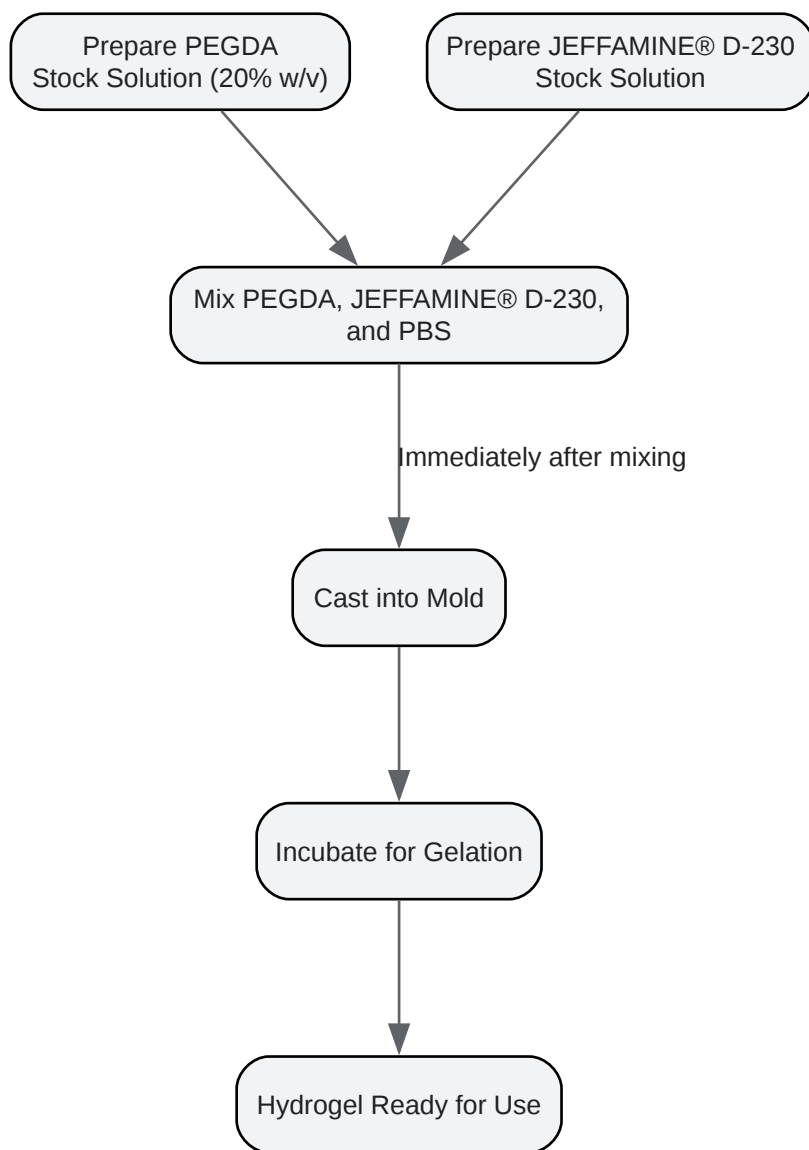 Prepare PEGDA
Stock Solution (20% w/v)
Prepare JEFFAMINE® D-230
Stock Solution
Mix PEGDA, JEFFAMINE® D-230,
and PBS
Immediately after mixing
Cast into Mold
Incubate for Gelation
Hydrogel Ready for Use